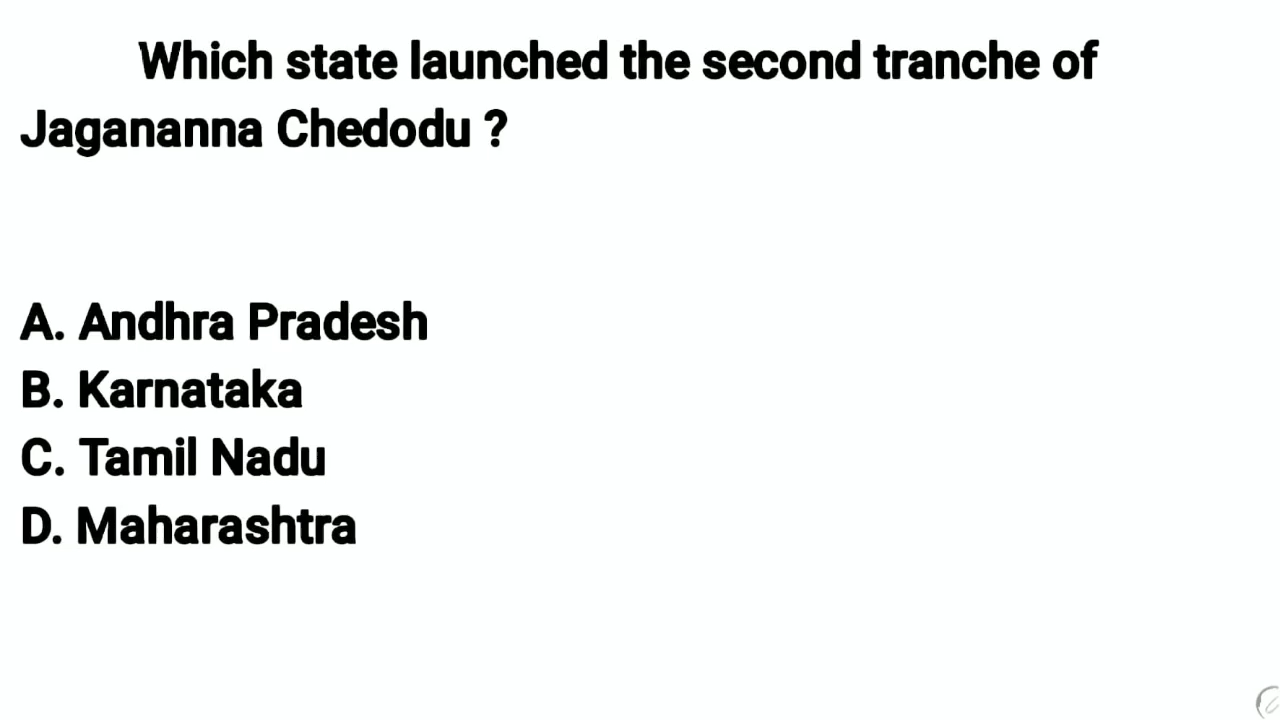 Which state launched the second tranche of
Jagananna Chedodu ?
A. Andhra Pradesh
B. Karnataka
C. Tamil Nadu
D. Maharashtra